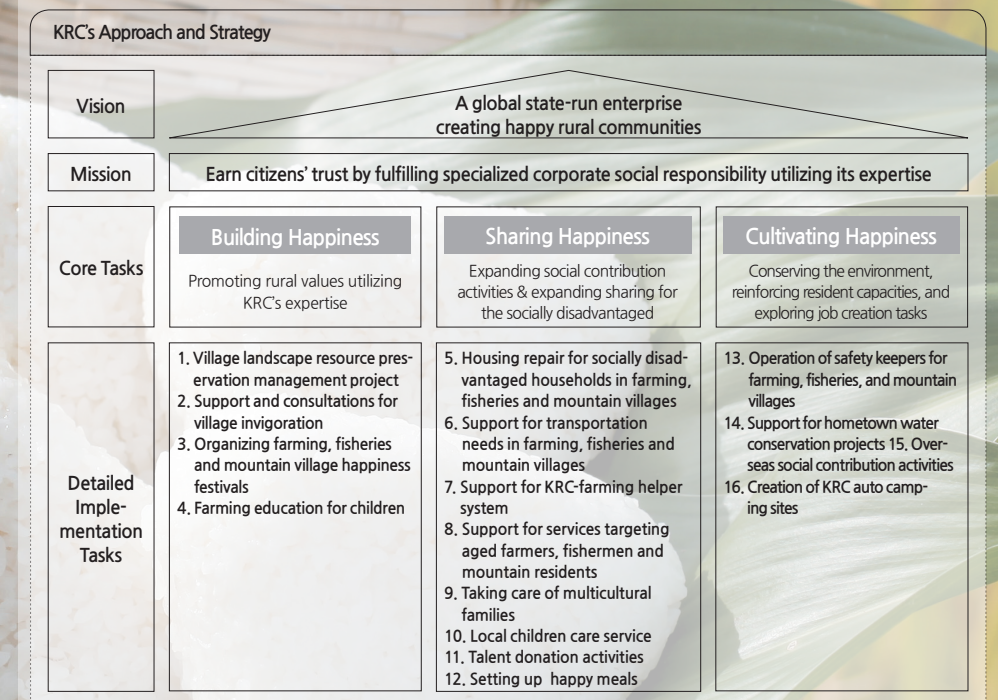 KRC's Approach and Strategy
Vision
A global state-run enterprise
creating happy rural communities
Mission
Earn citizens' trust by fulfilling specialized corporate social responsibility utilizing its expertise
Core Tasks
Building Happiness
Promoting rural values utilizing
KRC's expertise
Sharing Happiness
Expanding social contribution
activities & expanding sharing for
the socially disadvantaged
Cultivating Happiness
Conserving the environment,
reinforcing resident capacities, and
exploring job creation tasks
Detailed
Imple-
mentation
Tasks
1. Village landscape resource pres-
ervation management project
2. Support and consultations for
village invigoration
3. Organizing farming, fisheries
and mountain village happiness
festivals
4. Farming education for children
5. Housing repair for socially disad-
vantaged households in farming,
fisheries and mountain villages
6. Support for transportation
needs in farming, fisheries and
mountain villages
7. Support for KRC-farming helper
system
8. Support for services targeting
aged farmers, fishermen and
mountain residents
9. Taking care of multicultural
families
10. Local children care service
11. Talent donation activities
12. Setting up happy meals
13. Operation of safety keepers for
farming, fisheries, and mountain
villages
14. Support for hometown water
conservation projects 15. Over-
seas social contribution activities
16. Creation of KRC auto camp-
ing sites